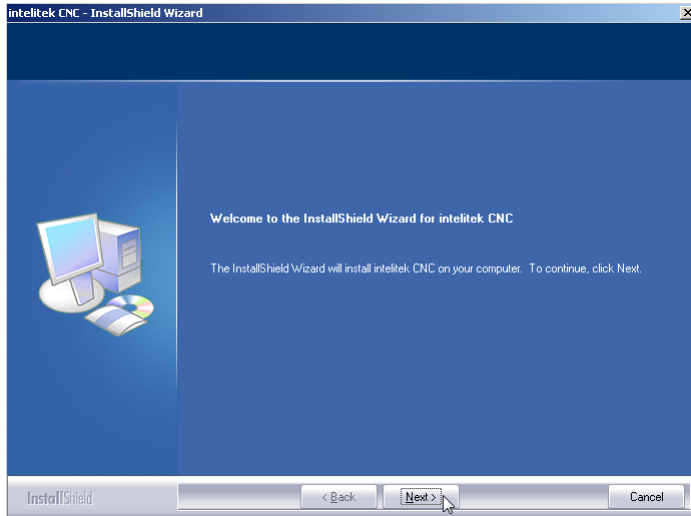 intelitek CNC - InstallShield Wizard
Welcome to the InstallShield Wizard for intelitek CNC
The InstallShield Wizard will install intelitek CNC on your computer. To continue, click Next.
InstallShield
< Back
Next >
Cancel